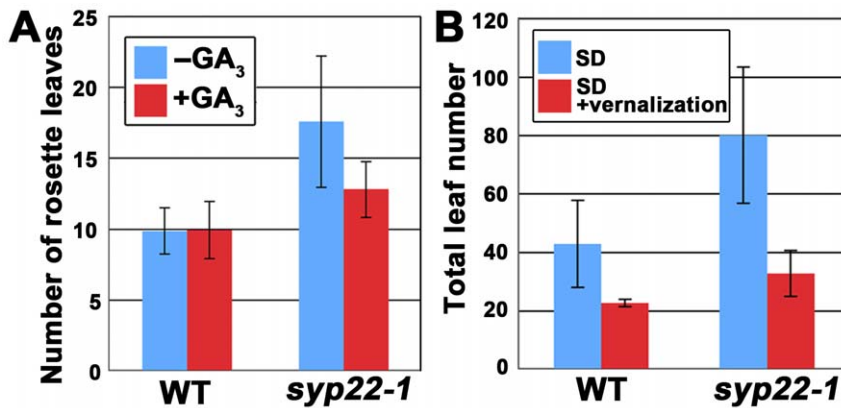 A
Number of rosette leaves
25
20
15
10
5
0
–GA3
+GA3
WT
syp22-1
B
Total leaf number
120
100
80
60
40
20
0
SD
SD
+vernalization
WT
syp22-1